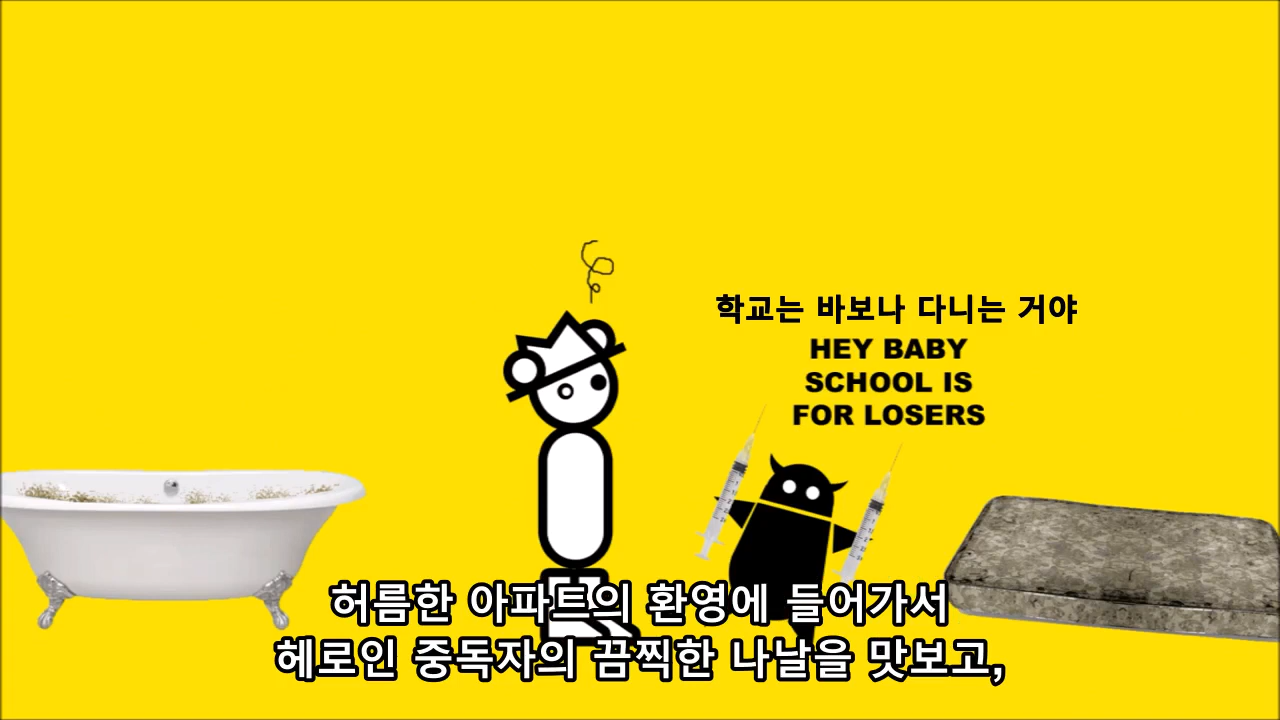 학교는 바보나 다니는 거야
HEY BABY
SCHOOL IS
FOR LOSERS
허름한 아파트의 환영에 들어가서
헤로인 중독자의 끔찍한 나날을 맛보고,